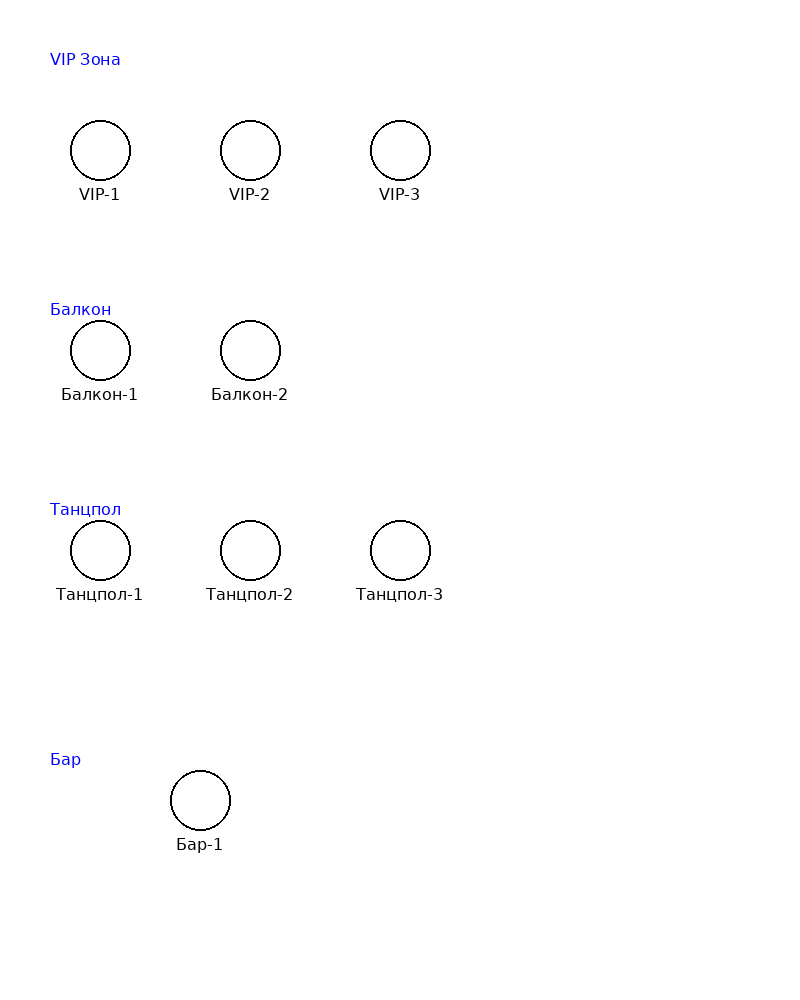 VIP Зона
VIP-1 VIP-2 VIP-3
Балкон
Балкон-1 Балкон-2
Танцпол
Танцпол-1 Танцпол-2 Танцпол-3
Бар
Бар-1